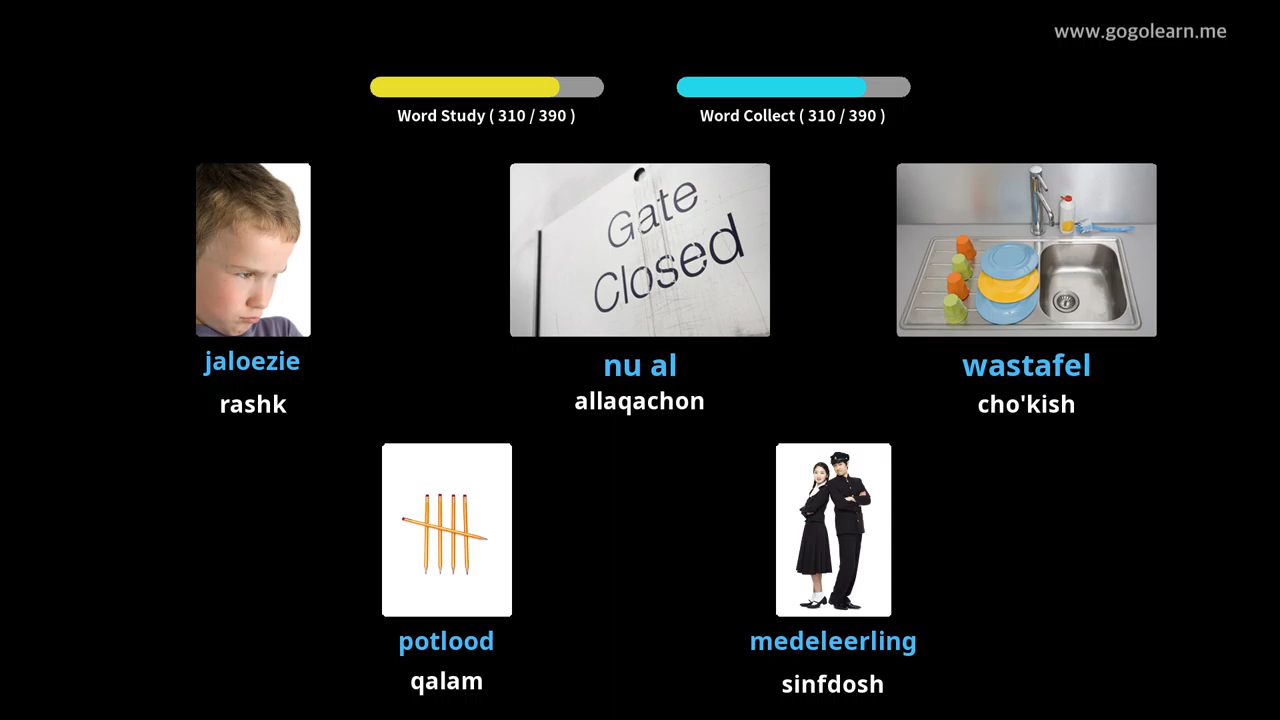 www.gogolearn.me
Word Study ( 310 / 390 )
Word Collect ( 310 / 390 )
Gate
Closed
jaloezie
nu al
wastafel
rashk
allaqachon
cho'kish
potlood
medeleerling
qalam
sinfdosh